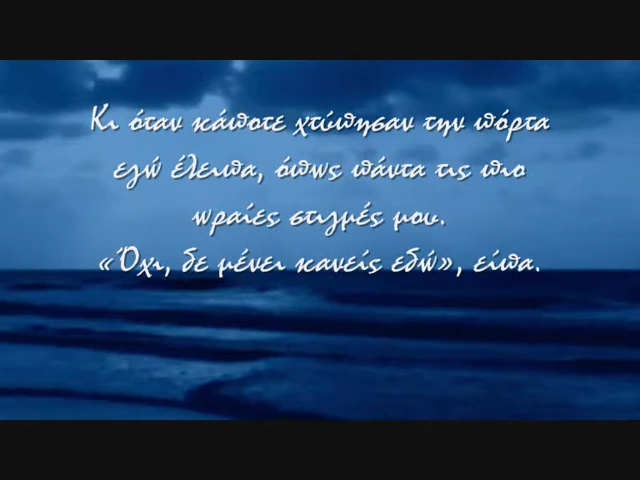 Κι όταν κάποτε χτύπησαν την πόρτα
εγώ έλειπα, όπως πάντα τις πιο
ωραίες στιγμές μου.
«Όχι, δε μένει κανείς εδώ», είπα.